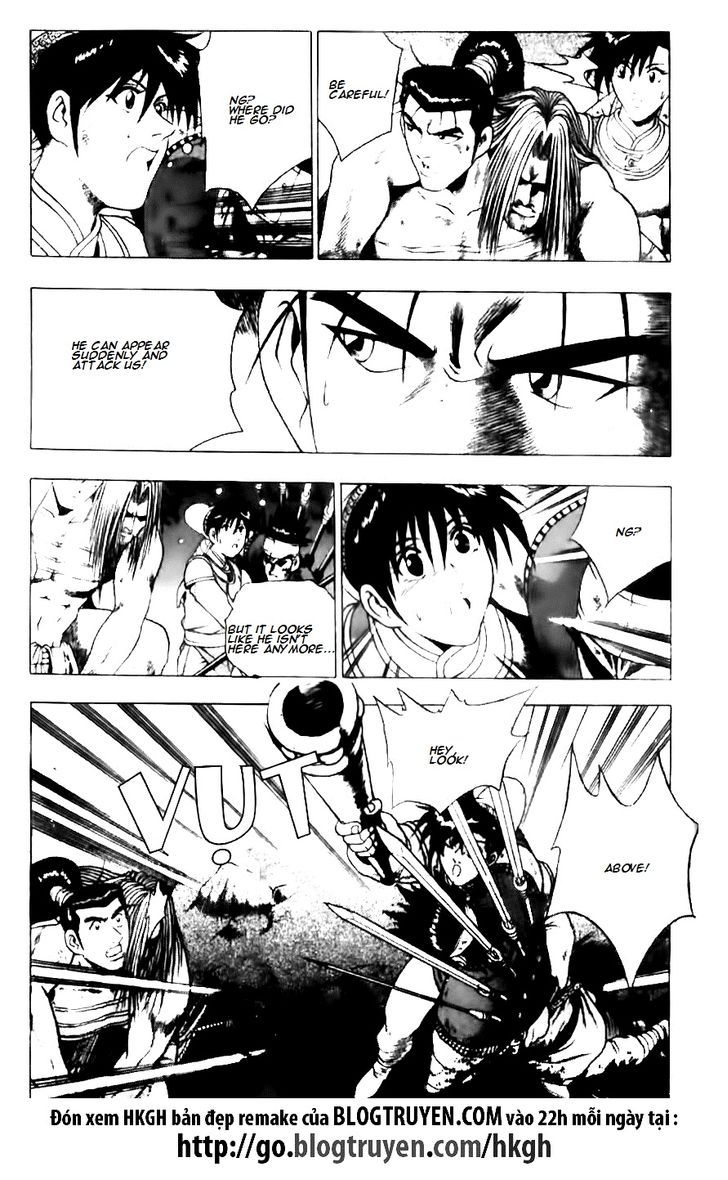 NG?
WHERE DID
HE GO?
BE
CAREFUL!
HE CAN APPEAR
SUDDENLY AND
ATTACK US!
BUT IT LOOKS
LIKE HE ISN'T
HERE ANYMORE...
NG?
VỤT
HEY,
LOOK!
ABOVE!
Đón xem HKGH bản đẹp remake của BLOGTRUYEN.COM vào 22h mỗi ngày tại :
http://go.blogtruyen.com/hkgh